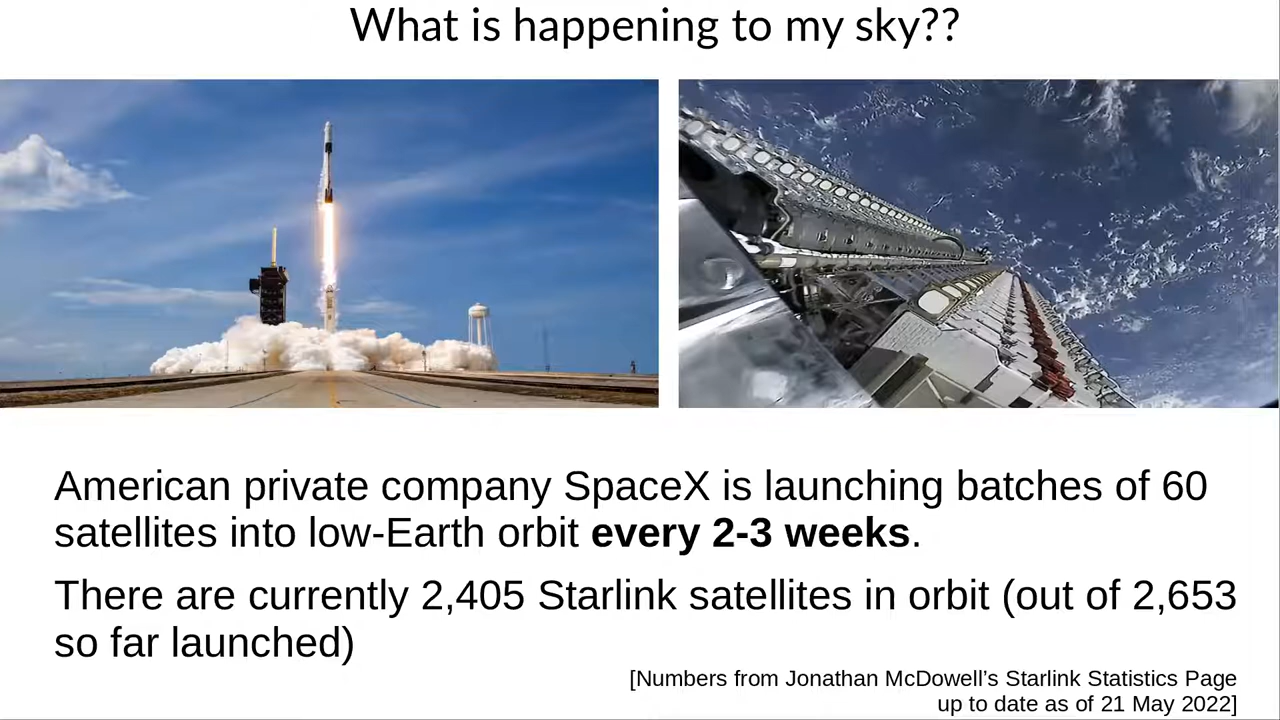 What is happening to my sky??
American private company SpaceX is launching batches of 60
satellites into low-Earth orbit every 2-3 weeks.
There are currently 2,405 Starlink satellites in orbit (out of 2,653
so far launched)
[Numbers from Jonathan McDowell’s Starlink Statistics Page
up to date as of 21 May 2022]